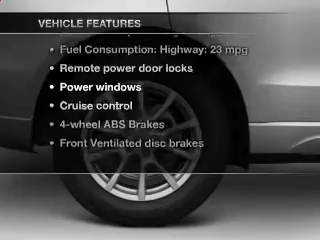 VEHICLE FEATURES
• Fuel Consumption: Highway: 23 mpg
• Remote power door locks
• Power windows
• Cruise control
• 4-wheel ABS Brakes
• Front Ventilated disc brakes